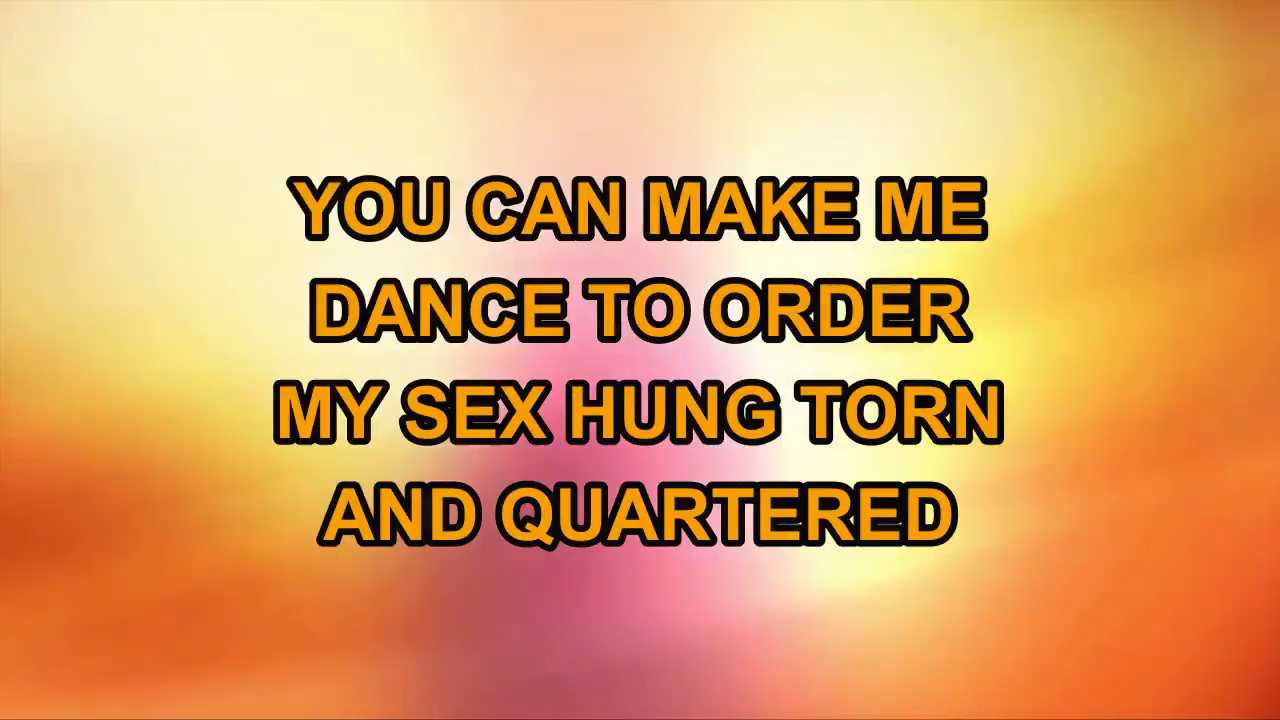 YOU CAN MAKE ME
DANCE TO ORDER
MY SEX HUNG TORN
AND QUARTERED